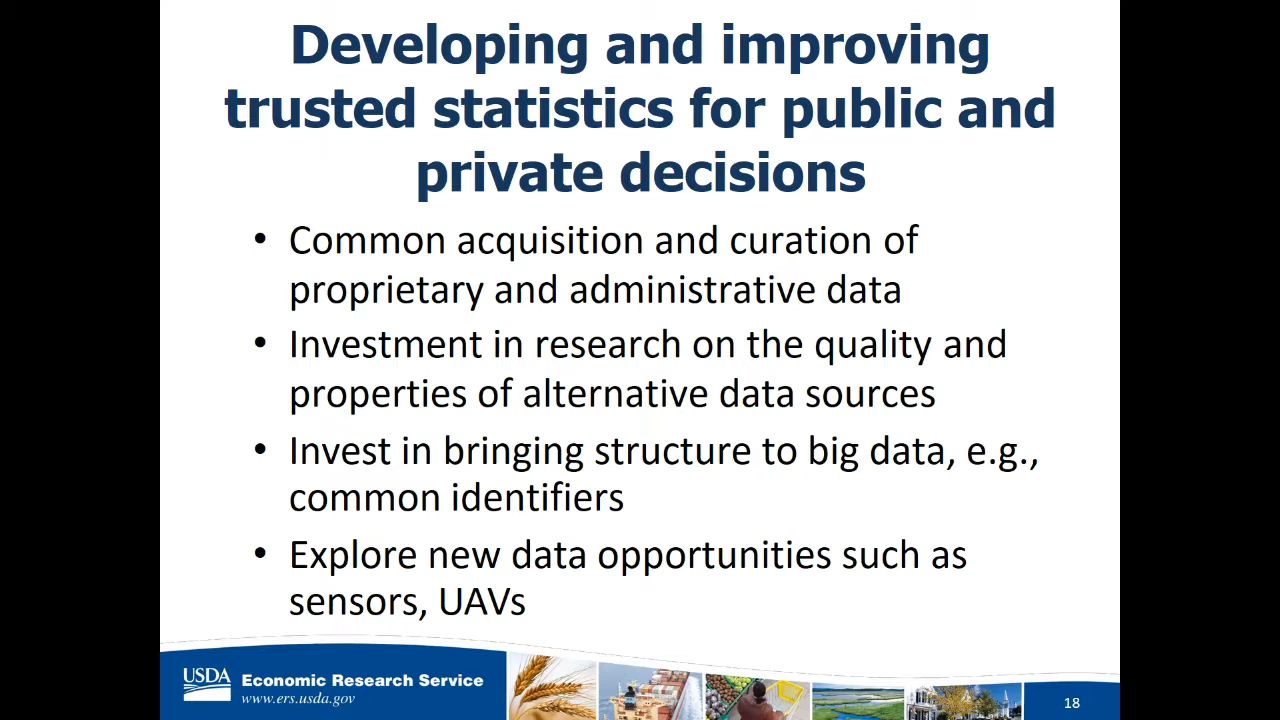 Developing and improving
trusted statistics for public and
private decisions
• Common acquisition and curation of
proprietary and administrative data
• Investment in research on the quality and
properties of alternative data sources
• Invest in bringing structure to big data, e.g.,
common identifiers
• Explore new data opportunities such as
sensors, UAVs
USDA Economic Research Service
www.ers.usda.gov
18